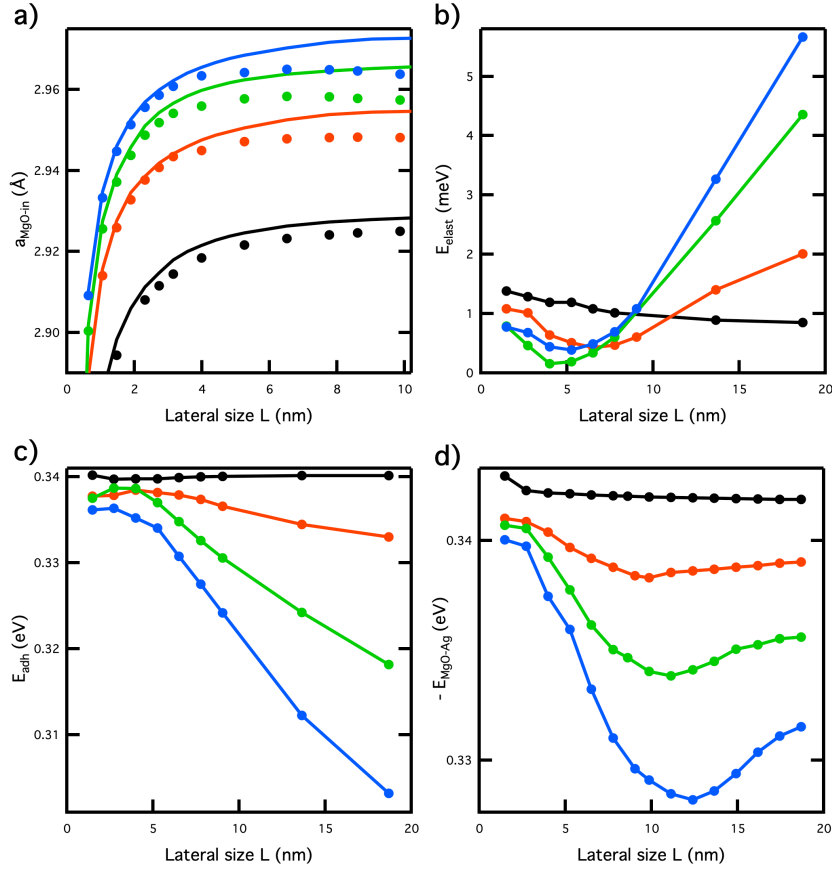 a)
2.96
2.94
2.92
2.90
a_MgO-in (Å)
0 2 4 6 8 10
Lateral size L (nm)
b)
5
4
3
2
1
0
E_elast (meV)
0 5 10 15 20
Lateral size L (nm)
c)
0.34
0.33
0.32
0.31
E_adh (eV)
0 5 10 15 20
Lateral size L (nm)
d)
0.34
0.33
- E_MgO-Ag (eV)
0 5 10 15 20
Lateral size L (nm)